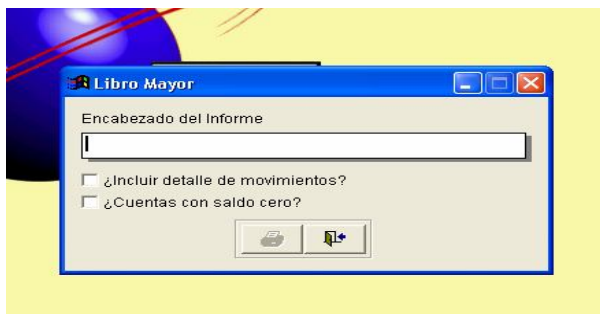 Libro Mayor
Encabezado del Informe
¿Incluir detalle de movimientos?
¿Cuentas con saldo cero?